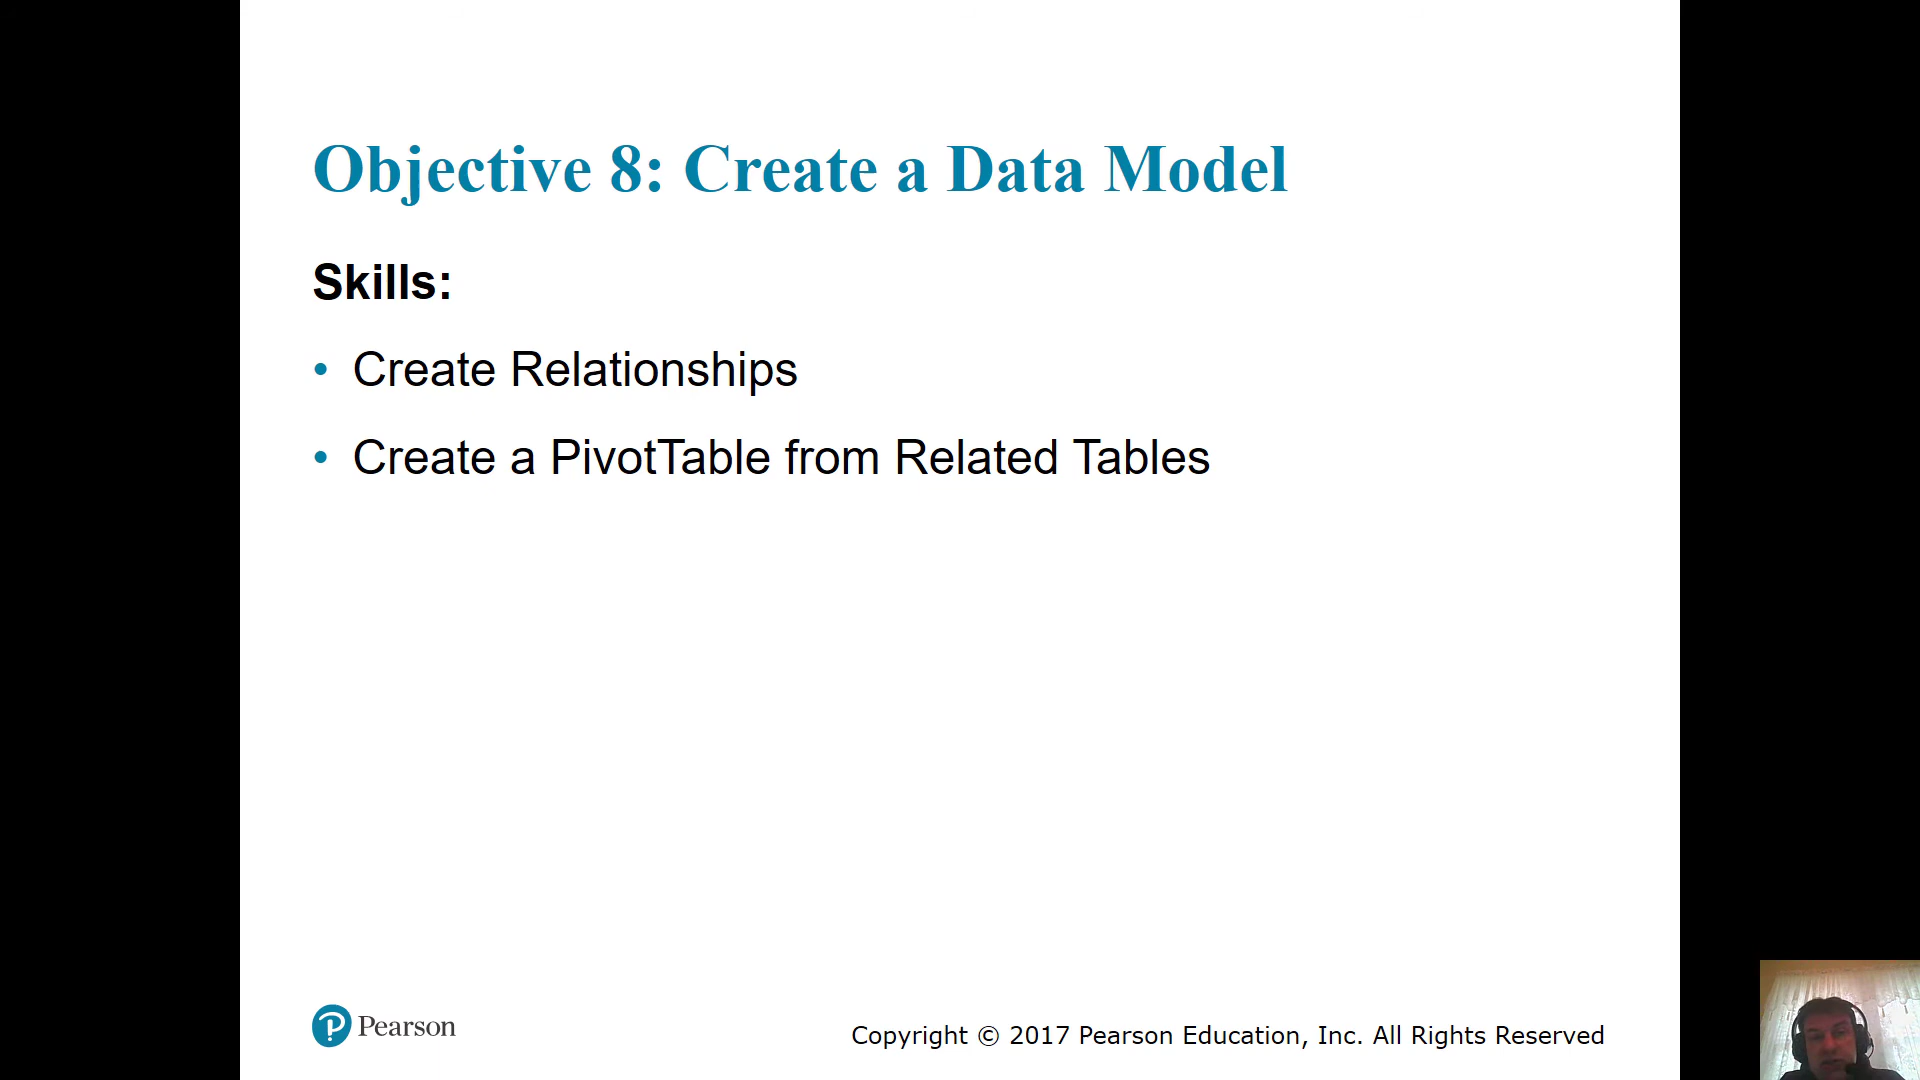 Objective 8: Create a Data Model
Skills:
• Create Relationships
• Create a PivotTable from Related Tables
Pearson
Copyright © 2017 Pearson Education, Inc. All Rights Reserved